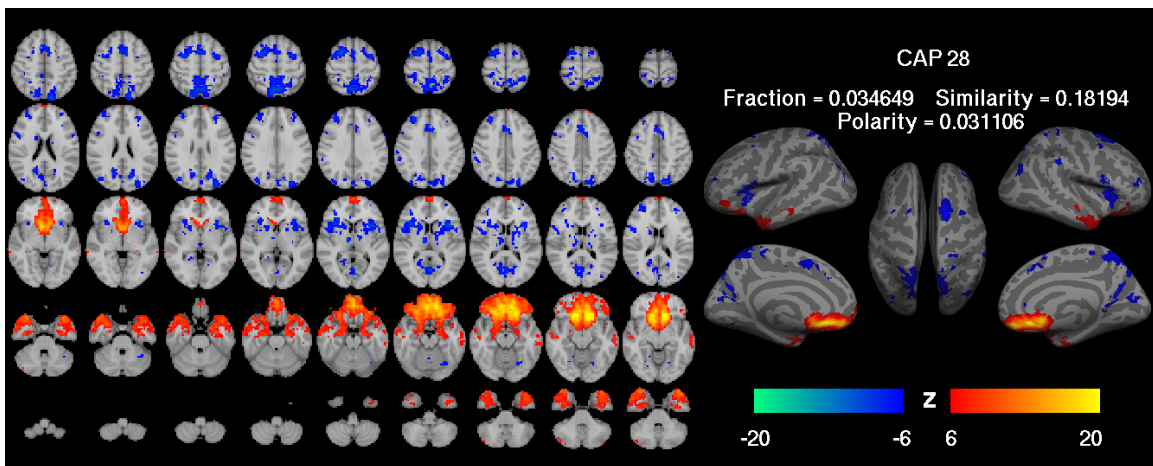 CAP 28
Fraction = 0.034649 Similarity = 0.18194
Polarity = 0.031106
z
-20 -6 6 20